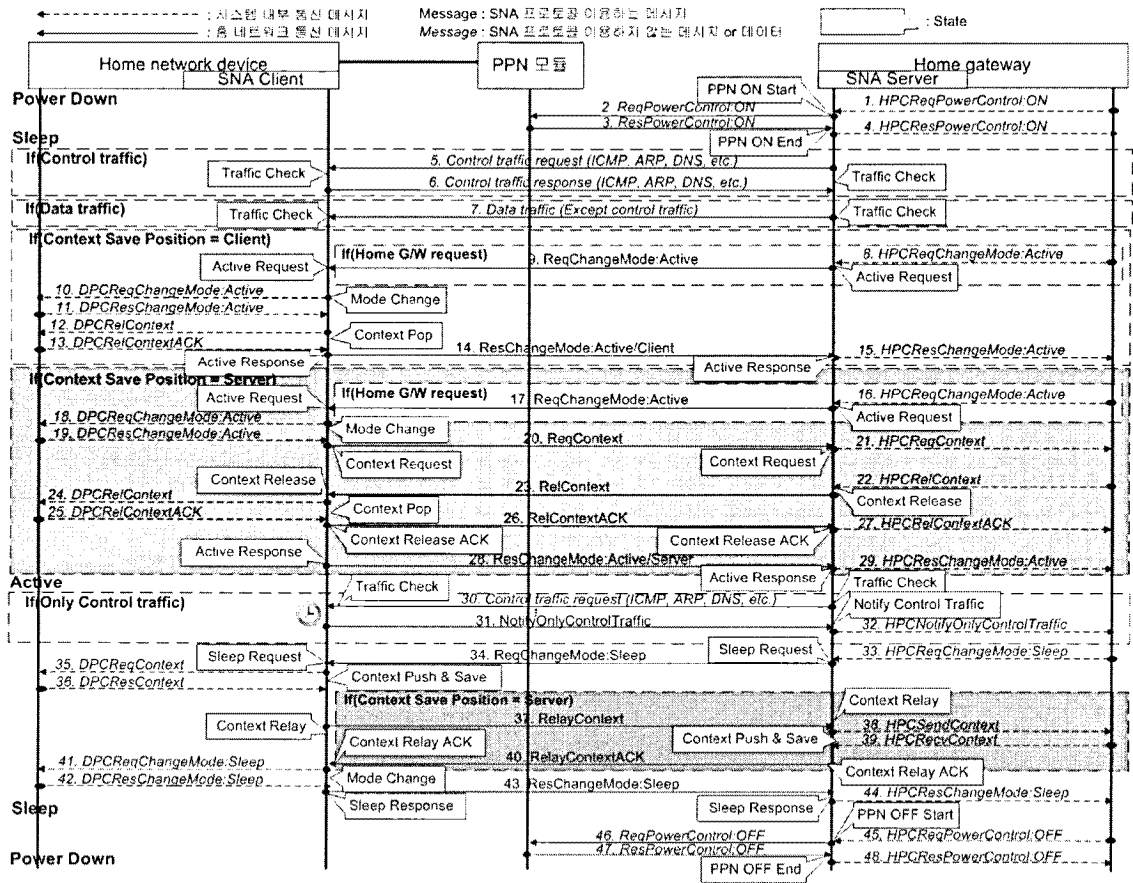 : 시스템 내부 통신 메시지
Message : SNA 프로토콜 이용하는 메시지
: State
: 홈 네트워크 통신 메시지
Message : SNA 프로토콜 이용하지 않는 메시지 or 데이터
Home network device
SNA Client
PPN 모듈
Home gateway
SNA Server
Power Down
PPN ON Start
1. HPCReqPowerControl:ON
2. ReqPowerControl:ON
3. ResPowerControl:ON
4. HPCResPowerControl:ON
PPN ON End
Sleep
If(Control traffic)
5. Control traffic request (ICMP, ARP, DNS, etc.)
Traffic Check
Traffic Check
6. Control traffic response (ICMP, ARP, DNS, etc.)
If(Data traffic)
Traffic Check
7. Data traffic (Except control traffic)
Traffic Check
If(Context Save Position = Client)
If(Home G/W request)
8. HPCReqChangeMode:Active
9. ReqChangeMode:Active
Active Request
Active Request
10. DPCReqChangeMode:Active
Mode Change
11. DPCResChangeMode:Active
12. DPCRelContext
Context Pop
13. DPCRelContextACK
14. ResChangeMode:Active/Client
15. HPCResChangeMode:Active
Active Response
Active Response
If(Context Save Position = Server)
If(Home G/W request)
16. HPCReqChangeMode:Active
Active Request
17. ReqChangeMode:Active
Active Request
18. DPCReqChangeMode:Active
Mode Change
19. DPCResChangeMode:Active
20. ReqContext
21. HPCReqContext
Context Request
Context Request
Context Release
22. HPCRelContext
23. RelContext
24. DPCRelContext
Context Release
Context Pop
25. DPCRelContextACK
26. RelContextACK
27. HPCRelContextACK
Context Release ACK
Context Release ACK
Active Response
28. ResChangeMode:Active/Server
29. HPCResChangeMode:Active
Active Response
Active
Traffic Check
Traffic Check
If(Only Control traffic)
30. Control traffic request (ICMP, ARP, DNS, etc.)
Notify Control Traffic
31. NotifyOnlyControlTraffic
32. HPCNotifyOnlyControlTraffic
Sleep Request
34. ReqChangeMode:Sleep
Sleep Request
33. HPCReqChangeMode:Sleep
35. DPCReqContext
Context Push & Save
36. DPCResContext
If(Context Save Position = Server)
Context Relay
Context Relay
37. RelayContext
38. HPCSendContext
Context Relay ACK
Context Push & Save
39. HPCRecvContext
40. RelayContextACK
Context Relay ACK
41. DPCReqChangeMode:Sleep
Mode Change
42. DPCResChangeMode:Sleep
43. ResChangeMode:Sleep
44. HPCResChangeMode:Sleep
Sleep Response
Sleep Response
Sleep
PPN OFF Start
46. ReqPowerControl:OFF
45. HPCReqPowerControl:OFF
47. ResPowerControl:OFF
48. HPCResPowerControl:OFF
PPN OFF End
Power Down